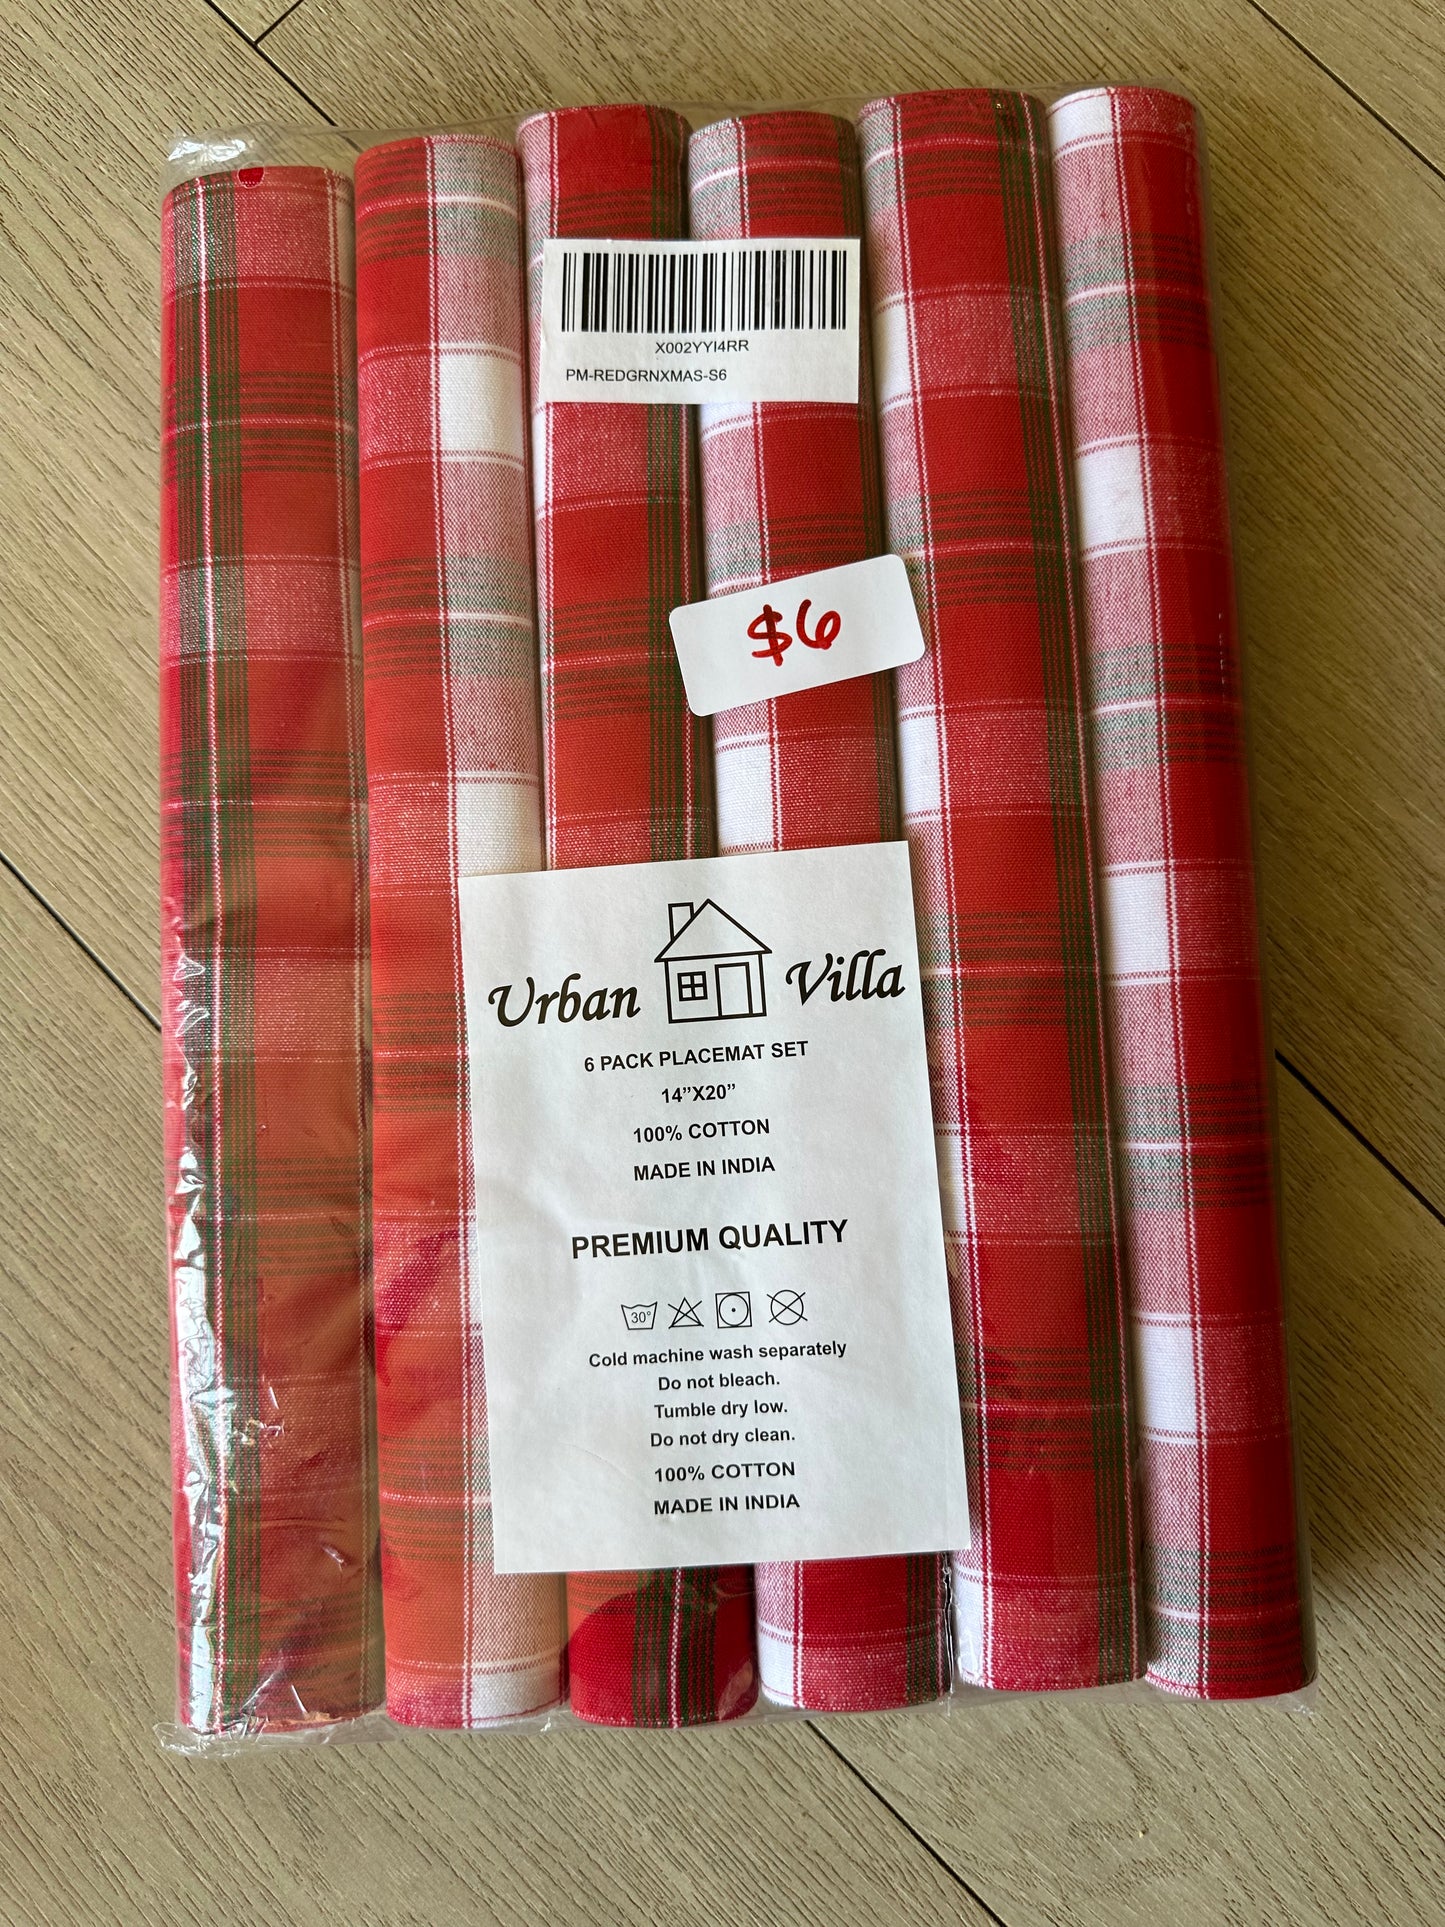 X002YYI4RR
PM-REDGRNXMAS-S6
$6
Urban Villa
6 PACK PLACEMAT SET
14”X20”
100% COTTON
MADE IN INDIA
PREMIUM QUALITY
30°
Cold machine wash separately
Do not bleach.
Tumble dry low.
Do not dry clean.
100% COTTON
MADE IN INDIA